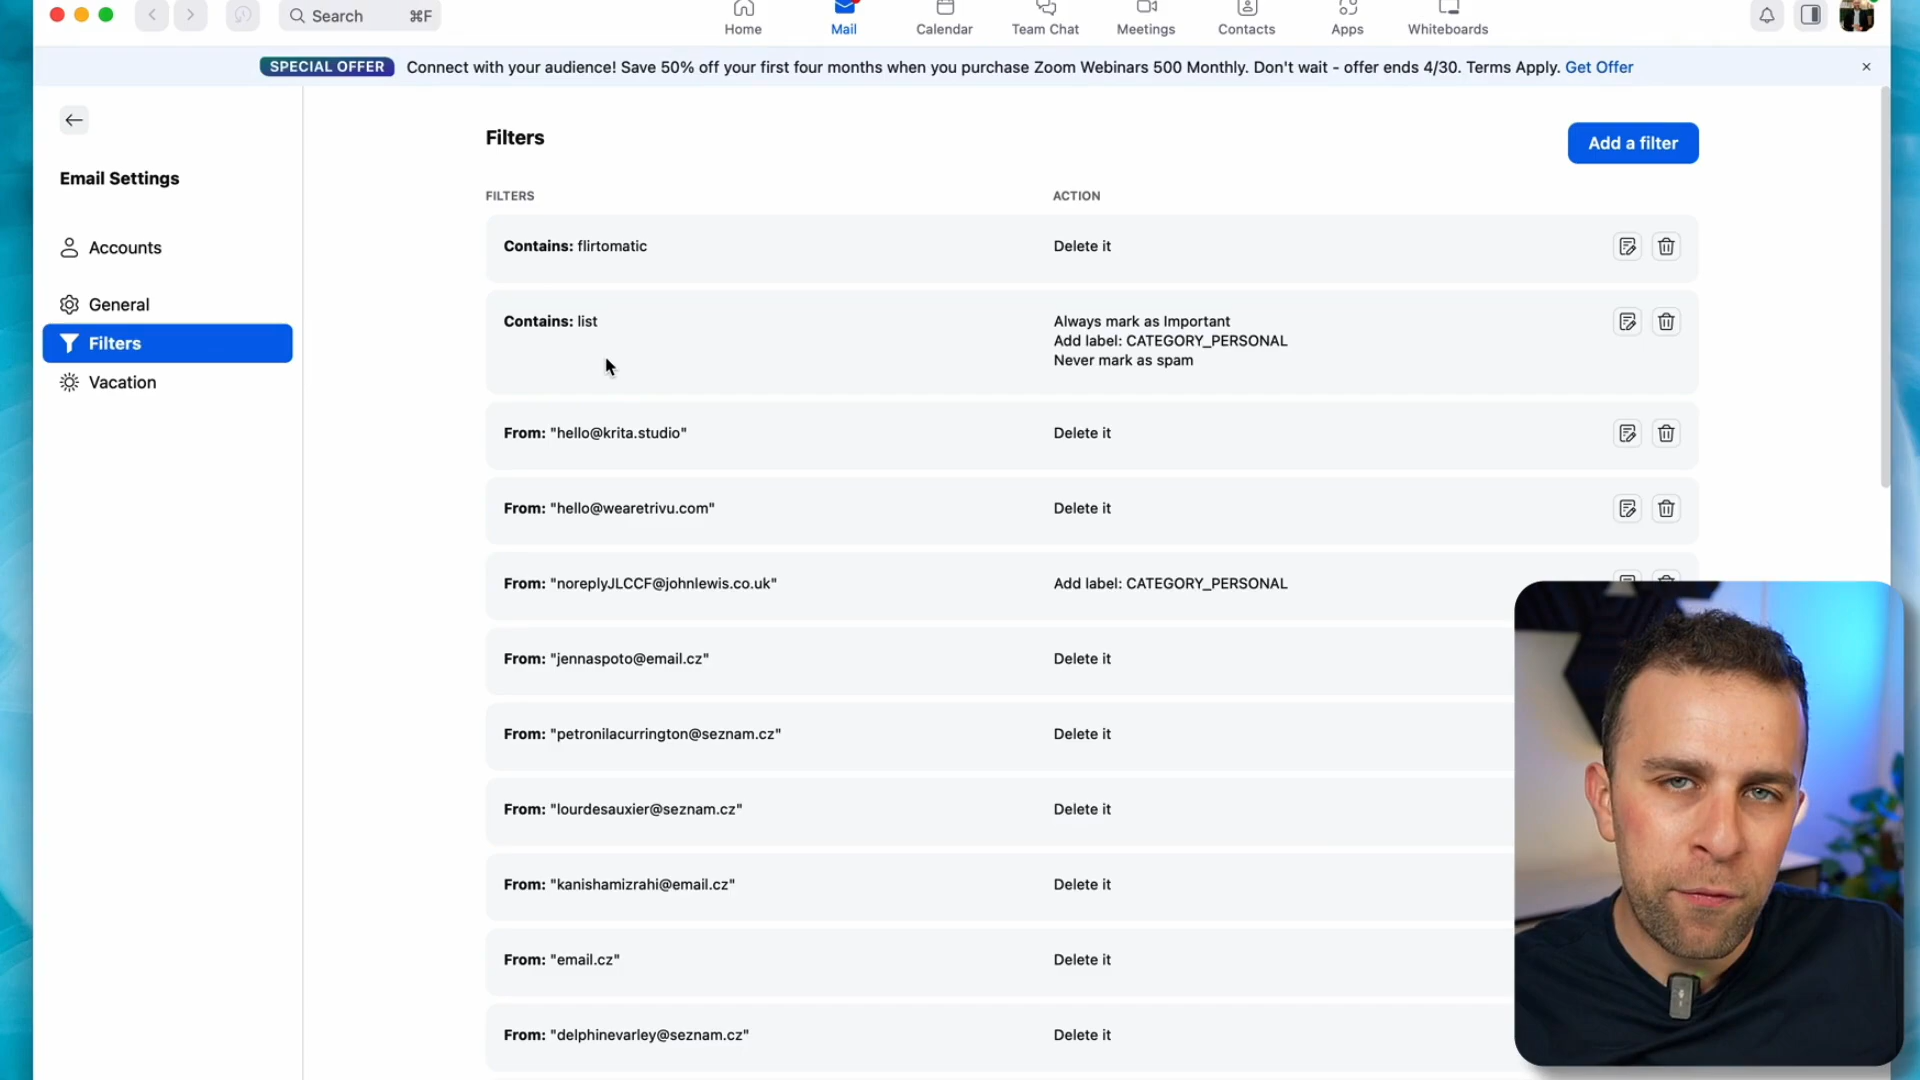 Search ⌘F
Home
Mail
Calendar
Team Chat
Meetings
Contacts
Apps
Whiteboards
SPECIAL OFFER Connect with your audience! Save 50% off your first four months when you purchase Zoom Webinars 500 Monthly. Don't wait - offer ends 4/30. Terms Apply. Get Offer
Email Settings
Accounts
General
Filters
Vacation
Filters
Add a filter
FILTERS ACTION
Contains: flirtomatic Delete it
Contains: list Always mark as Important
Add label: CATEGORY_PERSONAL
Never mark as spam
From: "hello@krita.studio" Delete it
From: "hello@wearetrivu.com" Delete it
From: "noreplyJLCCF@johnlewis.co.uk" Add label: CATEGORY_PERSONAL
From: "jennaspoto@email.cz" Delete it
From: "petronilacurrington@seznam.cz" Delete it
From: "lourdesauxier@seznam.cz" Delete it
From: "kanishamizrahi@email.cz" Delete it
From: "email.cz" Delete it
From: "delphinevarley@seznam.cz" Delete it